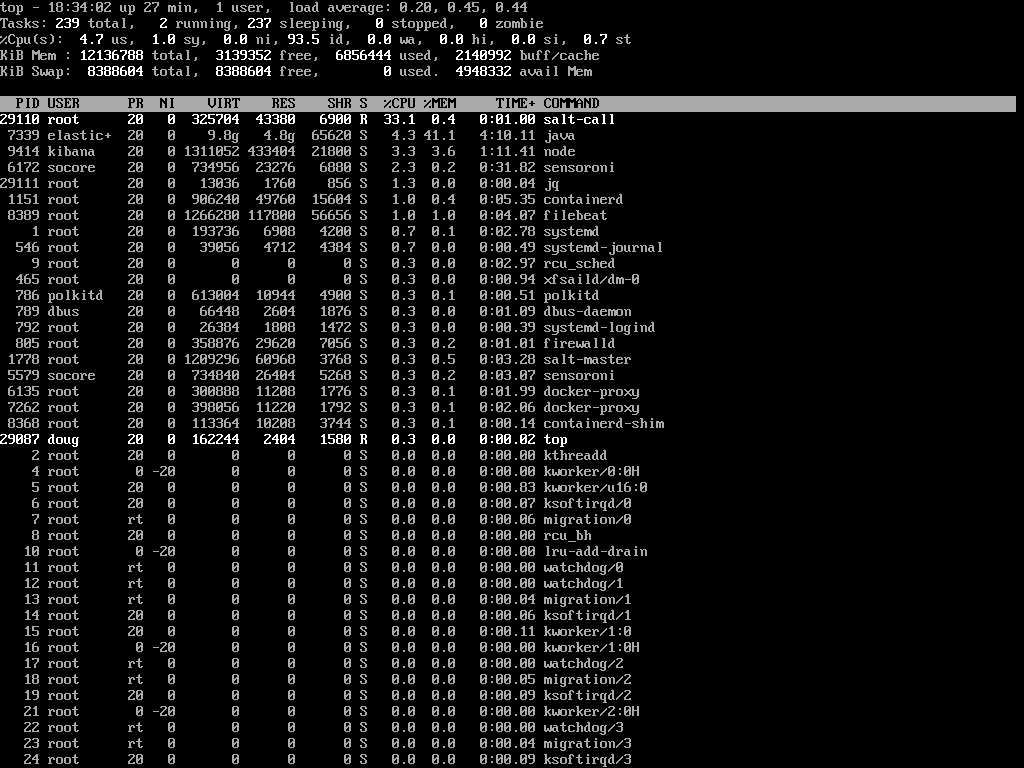 top - 18:34:02 up 27 min,  1 user,  load average: 0.20, 0.45, 0.44
Tasks: 239 total,   2 running, 237 sleeping,   0 stopped,   0 zombie
%Cpu(s):  4.7 us,  1.0 sy,  0.0 ni, 93.5 id,  0.0 wa,  0.0 hi,  0.0 si,  0.7 st
KiB Mem : 12136788 total,  3139352 free,  6856444 used,  2140992 buff/cache
KiB Swap:  8388604 total,  8388604 free,        0 used.  4948332 avail Mem
  PID USER      PR  NI    VIRT    RES    SHR S  %CPU %MEM     TIME+ COMMAND
29110 root      20   0  325704  43380   6900 R  33.1  0.4   0:01.00 salt-call
 7339 elastic+  20   0    9.8g   4.8g  65620 S   4.3 41.1   4:10.11 java
 9414 kibana    20   0 1311052 433404  21800 S   3.3  3.6   1:11.41 node
 6172 socore    20   0  734956  23276   6880 S   2.3  0.2   0:31.82 sensoroni
29111 root      20   0   13036   1760    856 S   1.3  0.0   0:00.04 jq
 1151 root      20   0  906240  49760  15604 S   1.0  0.4   0:05.35 containerd
 8389 root      20   0 1266280 117800  56656 S   1.0  1.0   0:04.07 filebeat
    1 root      20   0  193736   6908   4200 S   0.7  0.1   0:02.78 systemd
  546 root      20   0   39056   4712   4384 S   0.7  0.0   0:00.49 systemd-journal
    9 root      20   0       0      0      0 S   0.3  0.0   0:02.97 rcu_sched
  465 root      20   0       0      0      0 S   0.3  0.0   0:00.94 xfsaild/dm-0
  786 polkitd   20   0  613004  10944   4900 S   0.3  0.1   0:00.51 polkitd
  789 dbus      20   0   66448   2604   1876 S   0.3  0.0   0:01.09 dbus-daemon
  792 root      20   0   26384   1808   1472 S   0.3  0.0   0:00.39 systemd-logind
  805 root      20   0  358876  29620   7056 S   0.3  0.2   0:01.01 firewalld
 1778 root      20   0 1209296  60968   3768 S   0.3  0.5   0:03.28 salt-master
 5579 socore    20   0  734840  26404   5268 S   0.3  0.2   0:03.07 sensoroni
 6135 root      20   0  300888  11208   1776 S   0.3  0.1   0:01.99 docker-proxy
 7262 root      20   0  398056  11220   1792 S   0.3  0.1   0:02.06 docker-proxy
 8368 root      20   0  113364  10208   3744 S   0.3  0.1   0:00.14 containerd-shim
29087 doug      20   0  162244   2404   1580 R   0.3  0.0   0:00.02 top
    2 root      20   0       0      0      0 S   0.0  0.0   0:00.00 kthreadd
    4 root       0 -20       0      0      0 S   0.0  0.0   0:00.00 kworker/0:0H
    5 root      20   0       0      0      0 S   0.0  0.0   0:00.83 kworker/u16:0
    6 root      20   0       0      0      0 S   0.0  0.0   0:00.07 ksoftirqd/0
    7 root      rt   0       0      0      0 S   0.0  0.0   0:00.06 migration/0
    8 root      20   0       0      0      0 S   0.0  0.0   0:00.00 rcu_bh
   10 root       0 -20       0      0      0 S   0.0  0.0   0:00.00 lru-add-drain
   11 root      rt   0       0      0      0 S   0.0  0.0   0:00.00 watchdog/0
   12 root      rt   0       0      0      0 S   0.0  0.0   0:00.00 watchdog/1
   13 root      rt   0       0      0      0 S   0.0  0.0   0:00.04 migration/1
   14 root      20   0       0      0      0 S   0.0  0.0   0:00.06 ksoftirqd/1
   15 root      20   0       0      0      0 S   0.0  0.0   0:00.11 kworker/1:0
   16 root       0 -20       0      0      0 S   0.0  0.0   0:00.00 kworker/1:0H
   17 root      rt   0       0      0      0 S   0.0  0.0   0:00.00 watchdog/2
   18 root      rt   0       0      0      0 S   0.0  0.0   0:00.05 migration/2
   19 root      20   0       0      0      0 S   0.0  0.0   0:00.09 ksoftirqd/2
   21 root       0 -20       0      0      0 S   0.0  0.0   0:00.00 kworker/2:0H
   22 root      rt   0       0      0      0 S   0.0  0.0   0:00.00 watchdog/3
   23 root      rt   0       0      0      0 S   0.0  0.0   0:00.04 migration/3
   24 root      20   0       0      0      0 S   0.0  0.0   0:00.09 ksoftirqd/3